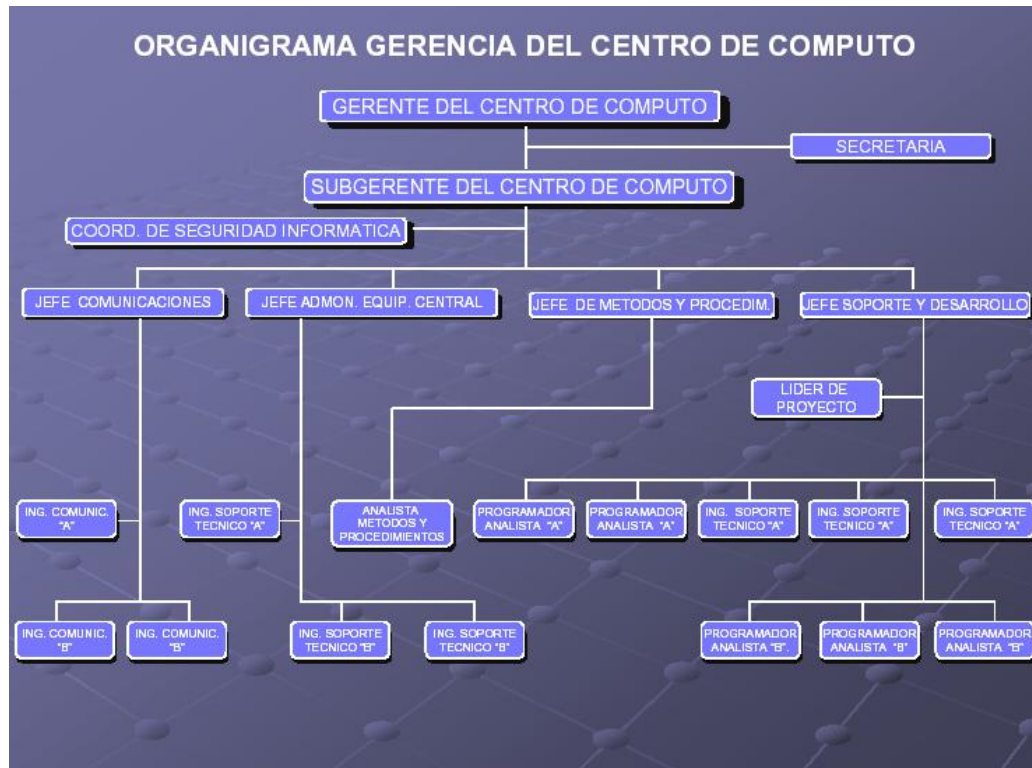 ORGANIGRAMA GERENCIA DEL CENTRO DE COMPUTO
GERENTE DEL CENTRO DE COMPUTO
SECRETARIA
SUBGERENTE DEL CENTRO DE COMPUTO
COORD. DE SEGURIDAD INFORMATICA
JEFE COMUNICACIONES
JEFE ADMON. EQUIP. CENTRAL
JEFE DE METODOS Y PROCEDIM.
JEFE SOPORTE Y DESARROLLO
LIDER DE
PROYECTO
ING. COMUNIC.
"A"
ING. SOPORTE
TECNICO "A"
ANALISTA
METODOS Y
PROCEDIMIENTOS
PROGRAMADOR
ANALISTA "A"
PROGRAMADOR
ANALISTA "A"
ING. SOPORTE
TECNICO "A"
ING. SOPORTE
TECNICO "A"
ING. SOPORTE
TECNICO "A"
ING. COMUNIC.
"B"
ING. COMUNIC.
"B"
ING. SOPORTE
TECNICO "B"
ING. SOPORTE
TECNICO "B"
PROGRAMADOR
ANALISTA "B".
PROGRAMADOR
ANALISTA "B"
PROGRAMADOR
ANALISTA "B"